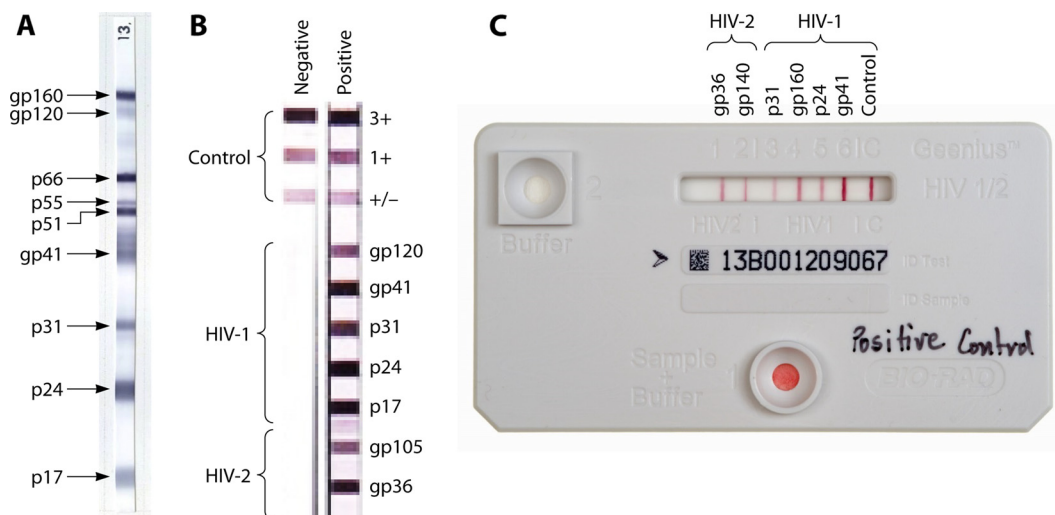 A
13.
gp160
gp120
p66
p55
p51
gp41
p31
p24
p17
B
Negative
Positive
Control
3+
1+
+/−
HIV-1
gp120
gp41
p31
p24
p17
HIV-2
gp105
gp36
C
HIV-2 HIV-1
gp36 gp140 p31 gp160 p24 gp41 Control
1 2 3 4 5 6 C Geenius™
2 HIV 1/2
Buffer HIV2 HIV1 C
13B001209067 ID Test
ID Sample
Positive Control
Sample
+ 1
Buffer
BIO-RAD